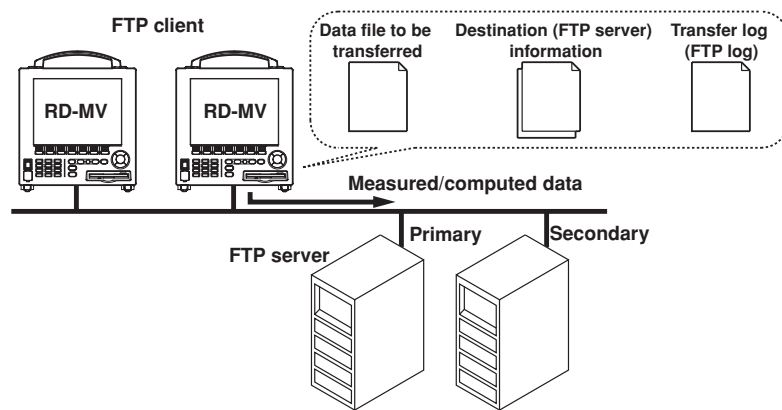 FTP client
Data file to be
transferred
Destination (FTP server)
information
Transfer log
(FTP log)
RD-MV
RD-MV
Measured/computed data
Primary
Secondary
FTP server